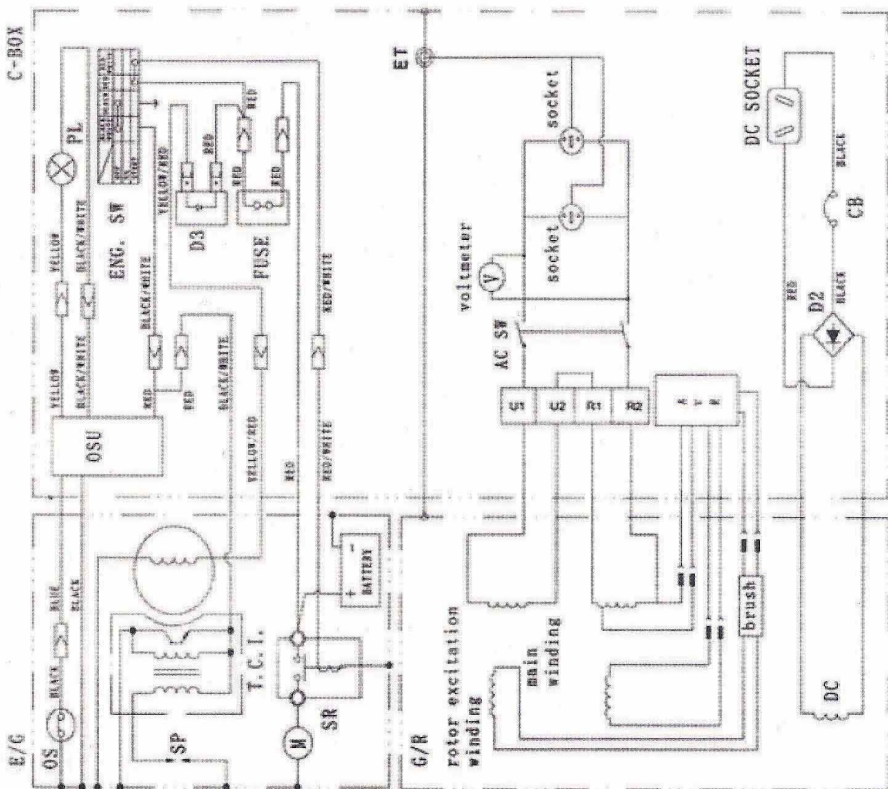 C-BOX
PL
ENG. SW
YELLOW
BLACK/WHITE
YELLOW
BLACK/WHITE
OSU
RED
BLACK/WHITE
RED
BLACK/WHITE
YELLOW/RED
D3
RED
FUSE
RED
RED
RED
YELLOW/RED
RED
RED/WHITE
RED/WHITE
E/G
OS
BLACK
BLUE
BLACK
SP
T.C.I.
M
SR
+
-
BATTERY
ET
socket
socket
voltmeter
V
AC SW
R1
R2
A V R
G/R
rotor excitation
winding
main
winding
brush
DC SOCKET
RED
BLACK
CB
BLACK
D2
DC